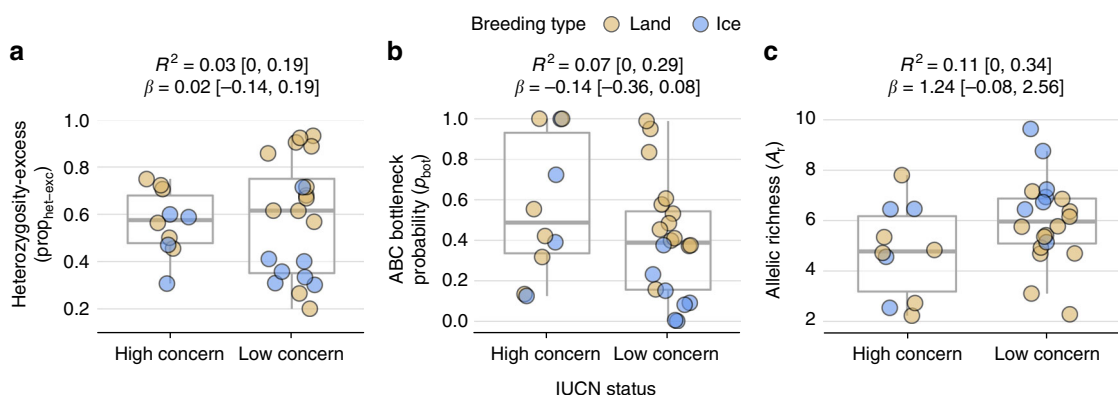 Breeding type Land Ice
a
R² = 0.03 [0, 0.19]
β = 0.02 [−0.14, 0.19]
Heterozygosity-excess
(prop_het−exc)
1.0
0.8
0.6
0.4
0.2
High concern Low concern
b
R² = 0.07 [0, 0.29]
β = −0.14 [−0.36, 0.08]
ABC bottleneck
probability (p_bot)
1.0
0.8
0.6
0.4
0.2
0.0
High concern Low concern
IUCN status
c
R² = 0.11 [0, 0.34]
β = 1.24 [−0.08, 2.56]
Allelic richness (A_r)
10
8
6
4
2
High concern Low concern